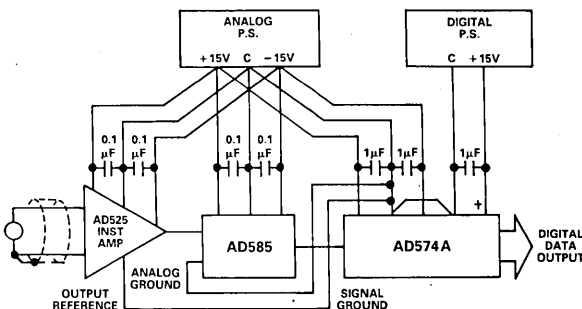 ANALOG
P.S.
+15V C -15V
DIGITAL
P.S.
C +15V
0.1
μF
0.1
μF
0.1
μF
0.1
μF
1μF
1μF
1μF
AD525
INST
AMP
AD585
AD574A
+
DIGITAL
DATA
OUTPUT
ANALOG
GROUND
OUTPUT
REFERENCE
SIGNAL
GROUND